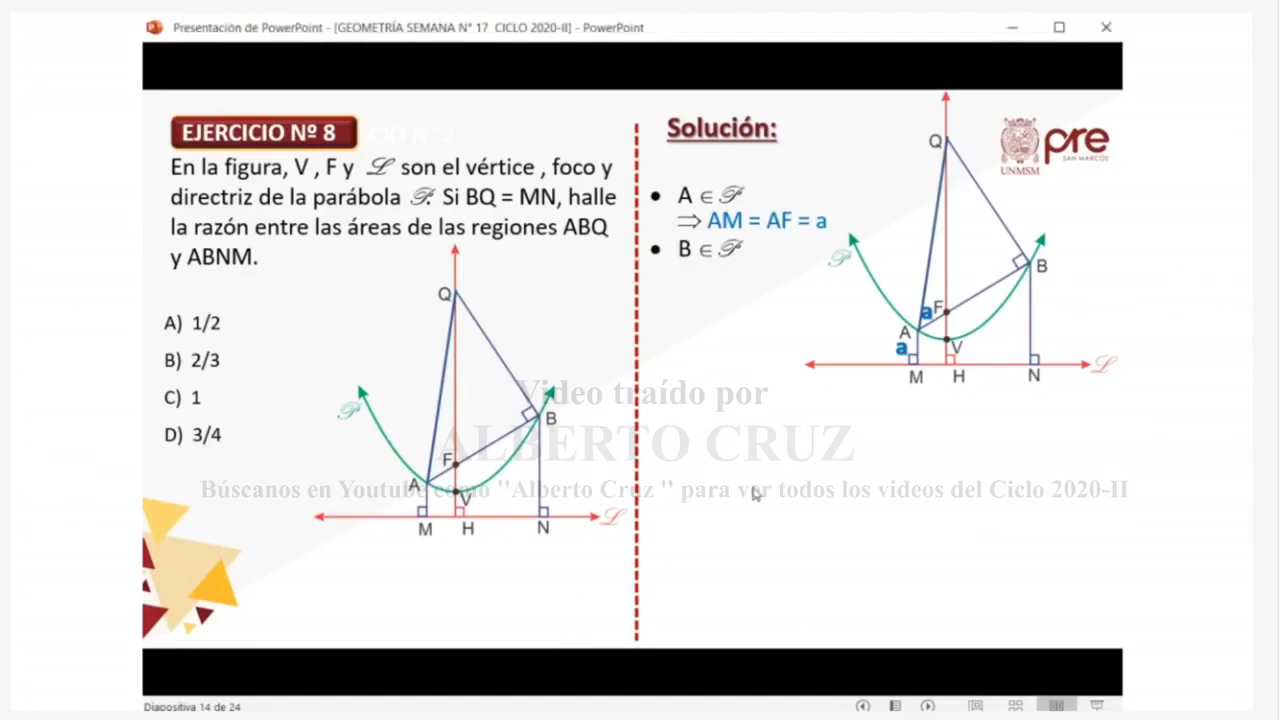 Presentación de PowerPoint - [GEOMETRÍA SEMANA N° 17 CICLO 2020-II] - PowerPoint
EJERCICIO Nº 8
En la figura, V , F y ℒ son el vértice , foco y
directriz de la parábola 𝒫. Si BQ = MN, halle
la razón entre las áreas de las regiones ABQ
y ABNM.
A) 1/2
B) 2/3
C) 1
D) 3/4
Q
B
F
A
V
M
H
N
𝒫
ℒ
Solución:
• A ∈ 𝒫
⇒ AM = AF = a
• B ∈ 𝒫
Q
B
a
F
A
a
V
M
H
N
𝒫
ℒ
UNMSM
pre
SAN MARCOS
Video traído por
ALBERTO CRUZ
Búscanos en Youtube como "Alberto Cruz " para ver todos los videos del Ciclo 2020-II
Diapositiva 14 de 24